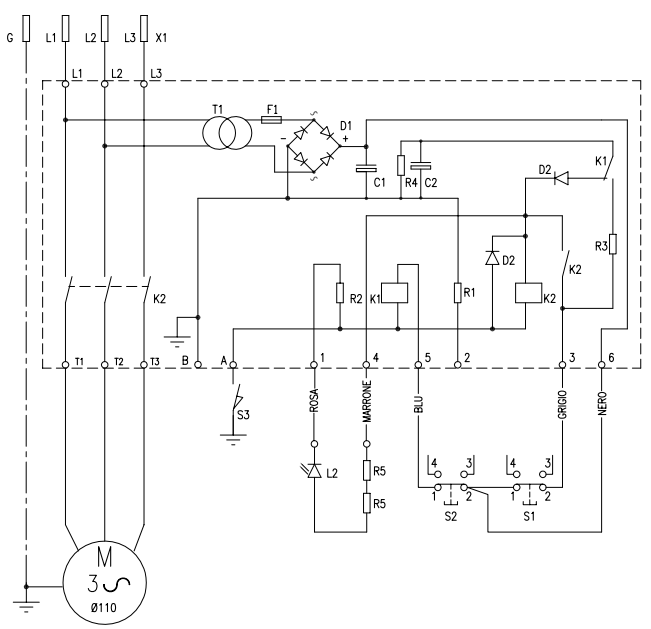 G L1 L2 L3 X1
L1 L2 L3
T1 F1
~ D1
- +
~ C1 R4 C2 D2 K1
R3
D2 K2
K2 R2 K1 R1 K2
T1 T2 T3 B A 1 4 5 2 3 6
ROSA MARRONE BLU GRIGIO NERO
S3
L2 R5
4 3 4 3
R5
1 2 1 2
S2 S1
M
3
Ø110